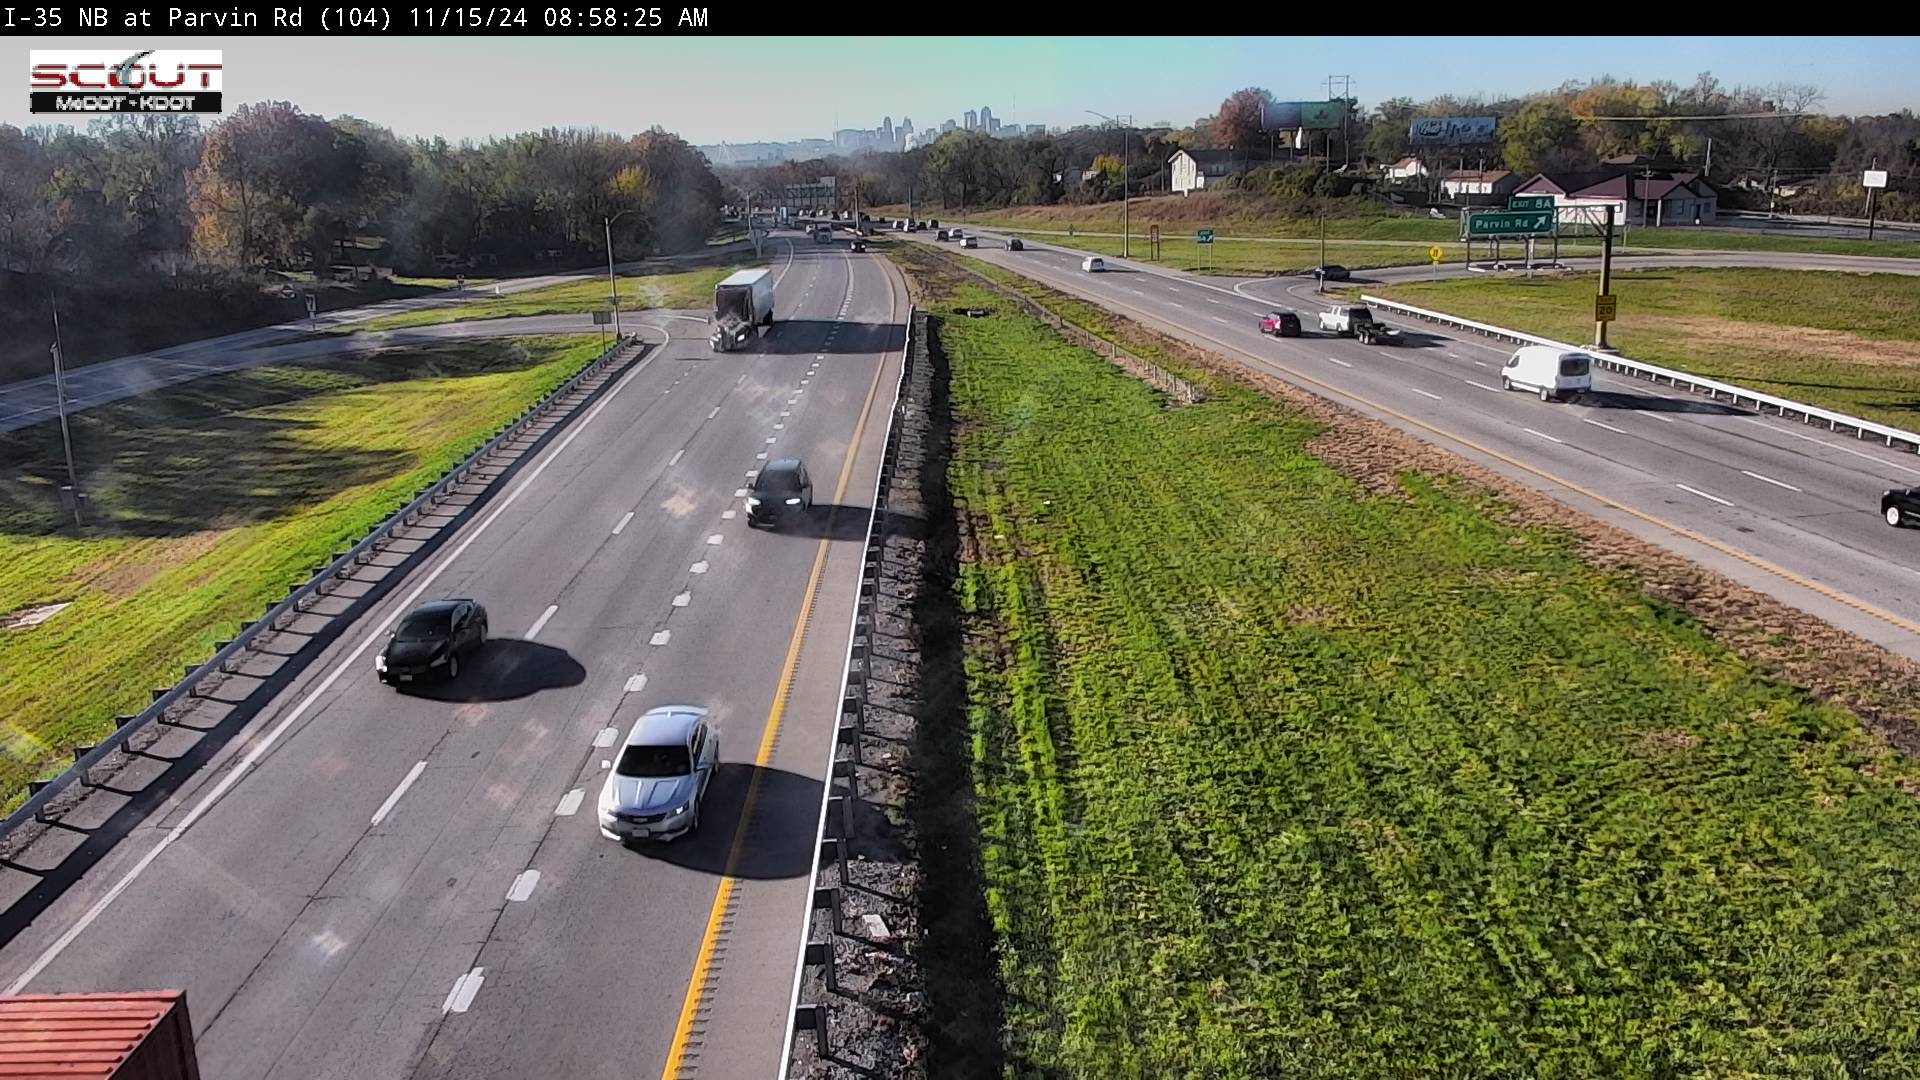 I-35 NB at Parvin Rd (104) 11/15/24 08:58:25 AM
SCOUT
MoDOT - KDOT
EXIT 8A
Parvin Rd
20